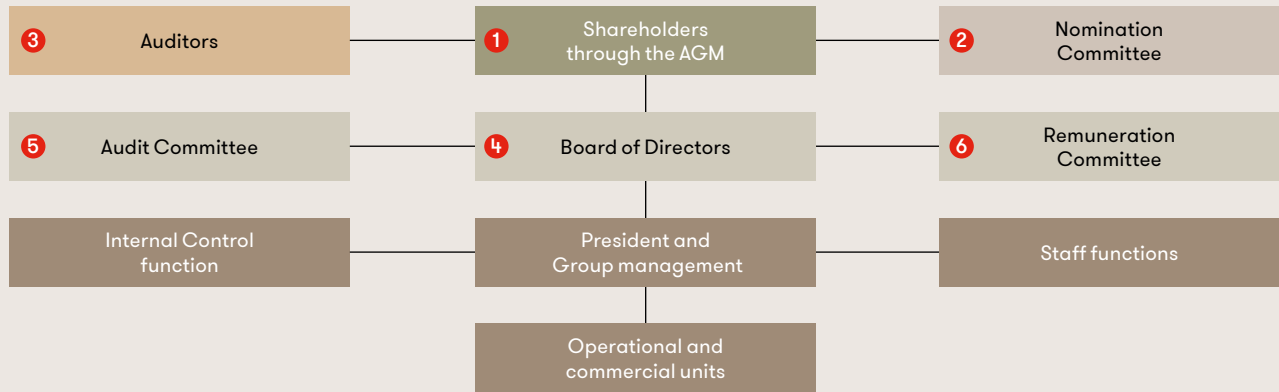 3 Auditors
1 Shareholders
through the AGM
2 Nomination
Committee
5 Audit Committee
4 Board of Directors
6 Remuneration
Committee
Internal Control
function
President and
Group management
Staff functions
Operational and
commercial units